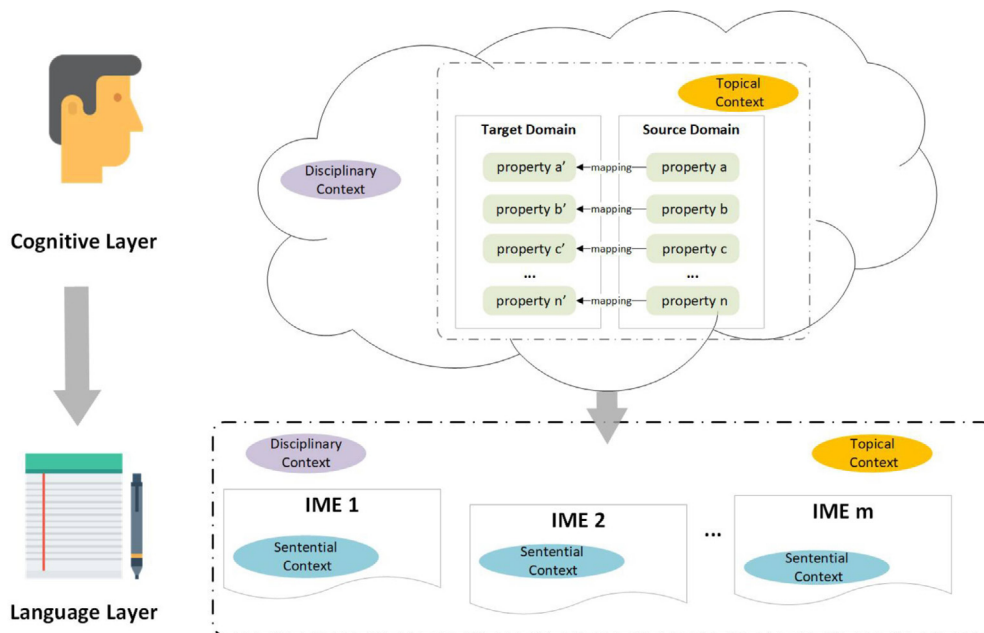 Topical
Context
Target Domain
Source Domain
Disciplinary
Context
property a’
mapping
property a
property b’
mapping
property b
property c’
mapping
property c
...
...
property n’
mapping
property n
Cognitive Layer
Disciplinary
Context
Topical
Context
IME 1
IME 2
...
IME m
Sentential
Context
Sentential
Context
Sentential
Context
Language Layer